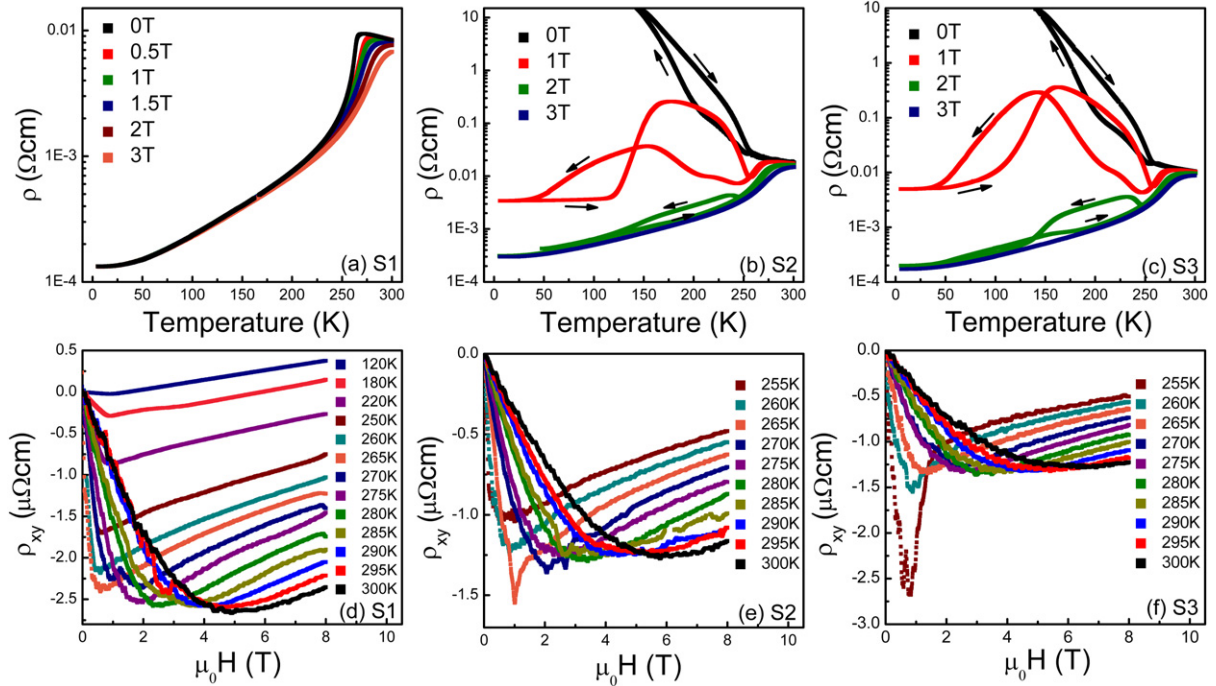 0.01
1E-3
1E-4
ρ (Ωcm)
0T
0.5T
1T
1.5T
2T
3T
(a) S1
0 50 100 150 200 250 300
Temperature (K)
10
1
0.1
0.01
1E-3
1E-4
ρ (Ωcm)
0T
1T
2T
3T
(b) S2
0 50 100 150 200 250 300
Temperature (K)
10
1
0.1
0.01
1E-3
1E-4
ρ (Ωcm)
0T
1T
2T
3T
(c) S3
0 50 100 150 200 250 300
Temperature (K)
0.5
0.0
-0.5
-1.0
-1.5
-2.0
-2.5
ρxy (μΩcm)
120K
180K
220K
250K
260K
265K
270K
275K
280K
285K
290K
295K
300K
(d) S1
0 2 4 6 8 10
μ0H (T)
0.0
-0.5
-1.0
-1.5
ρxy (μΩcm)
255K
260K
265K
270K
275K
280K
285K
290K
295K
300K
(e) S2
0 2 4 6 8 10
μ0H (T)
0.0
-0.5
-1.0
-1.5
-2.0
-2.5
-3.0
ρxy (μΩcm)
255K
260K
265K
270K
275K
280K
285K
290K
295K
300K
(f) S3
0 2 4 6 8 10
μ0H (T)